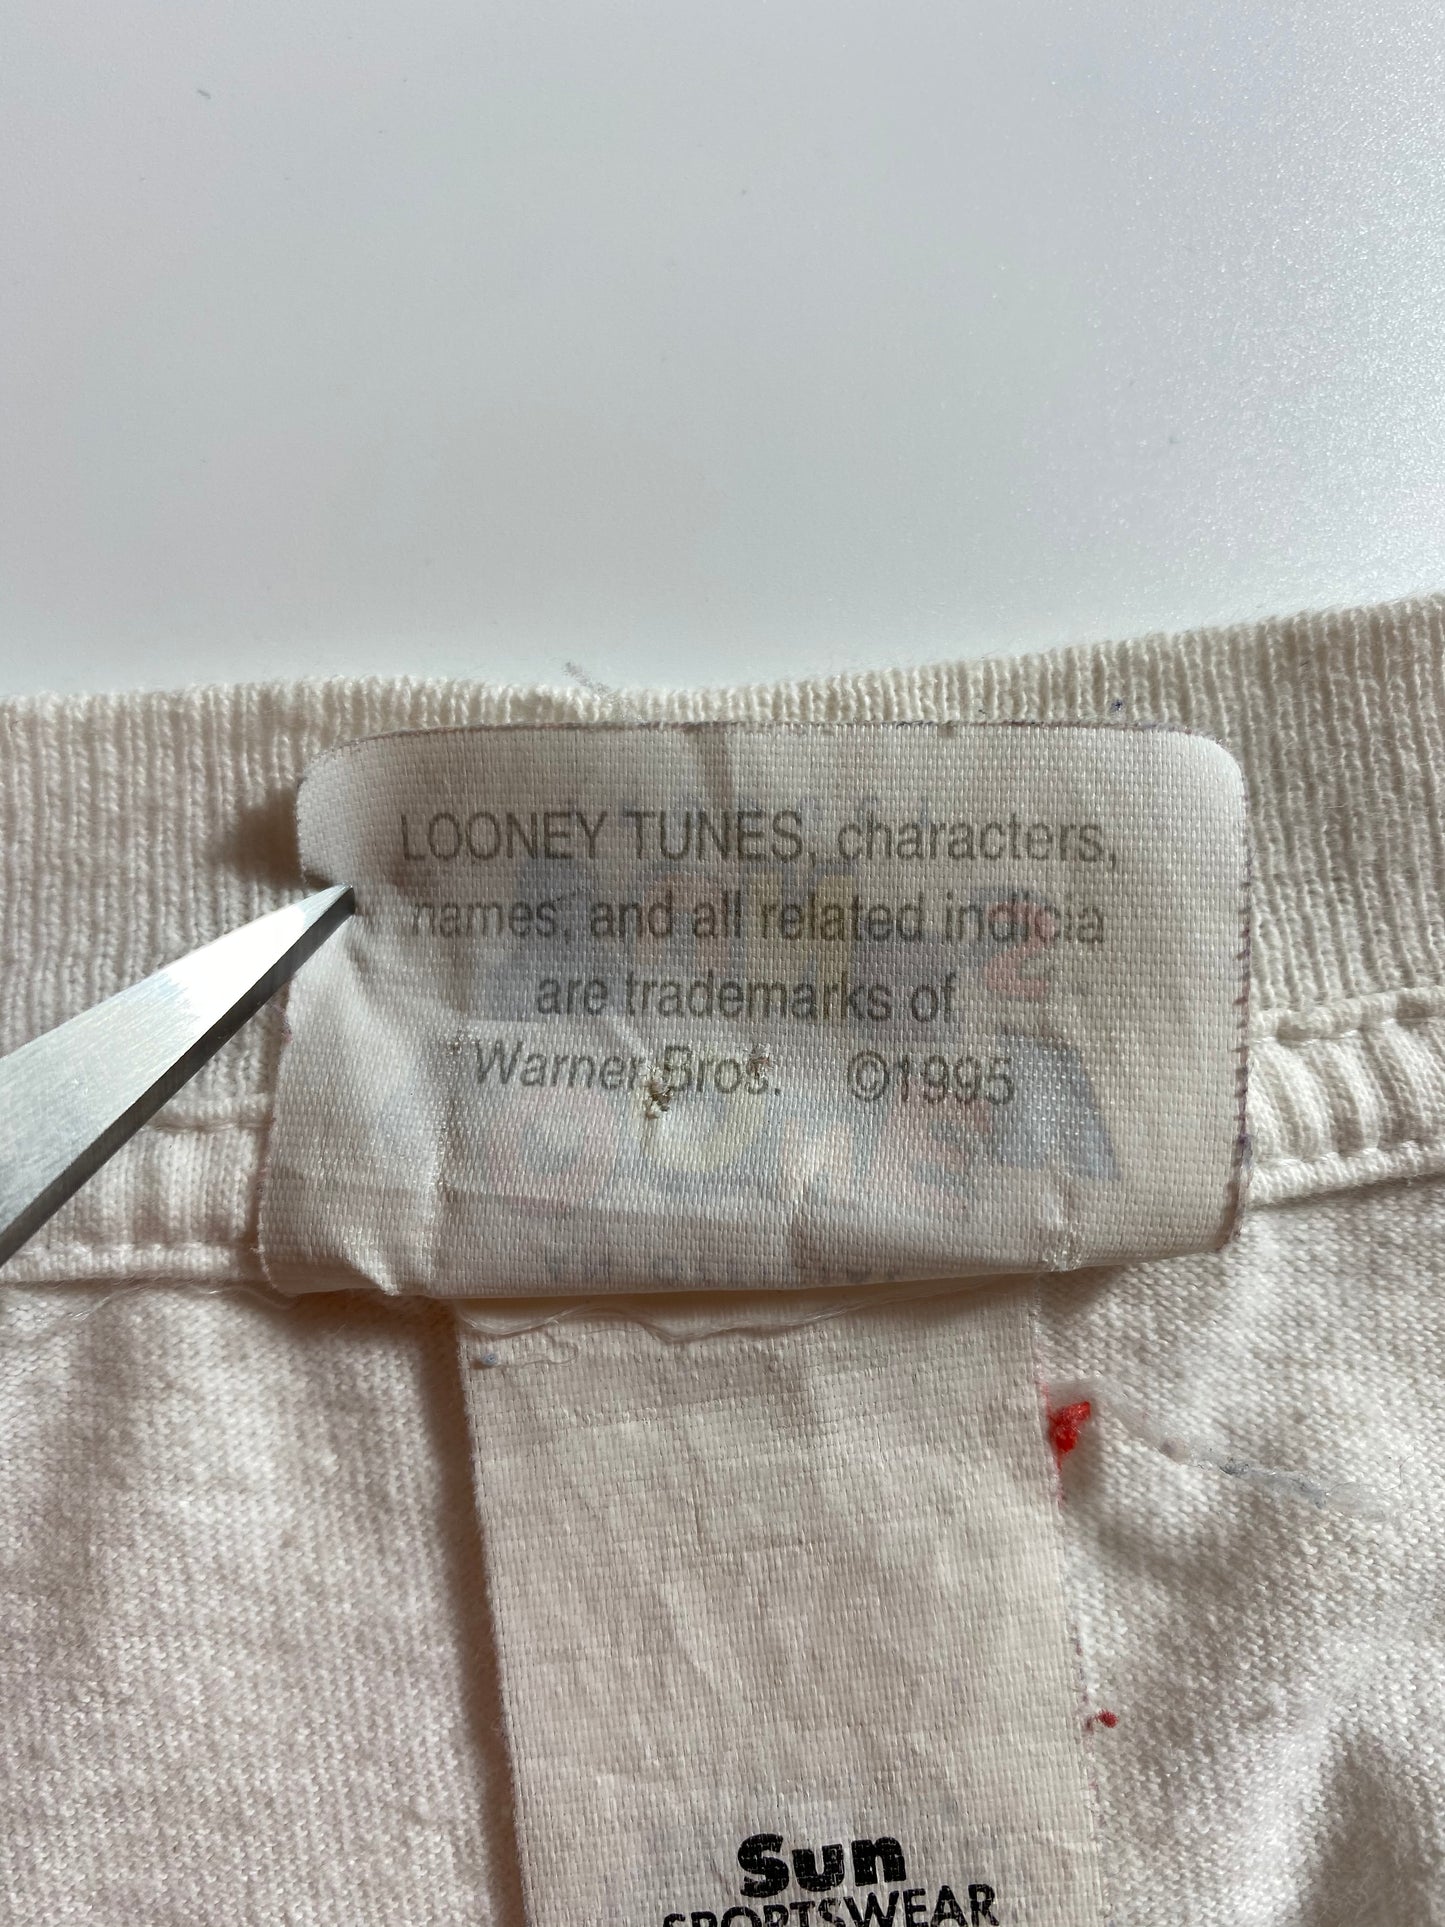 LOONEY TUNES, characters,
names, and all related indicia
are trademarks of
Warner Bros. ©1995
Sun
SPORTSWEAR